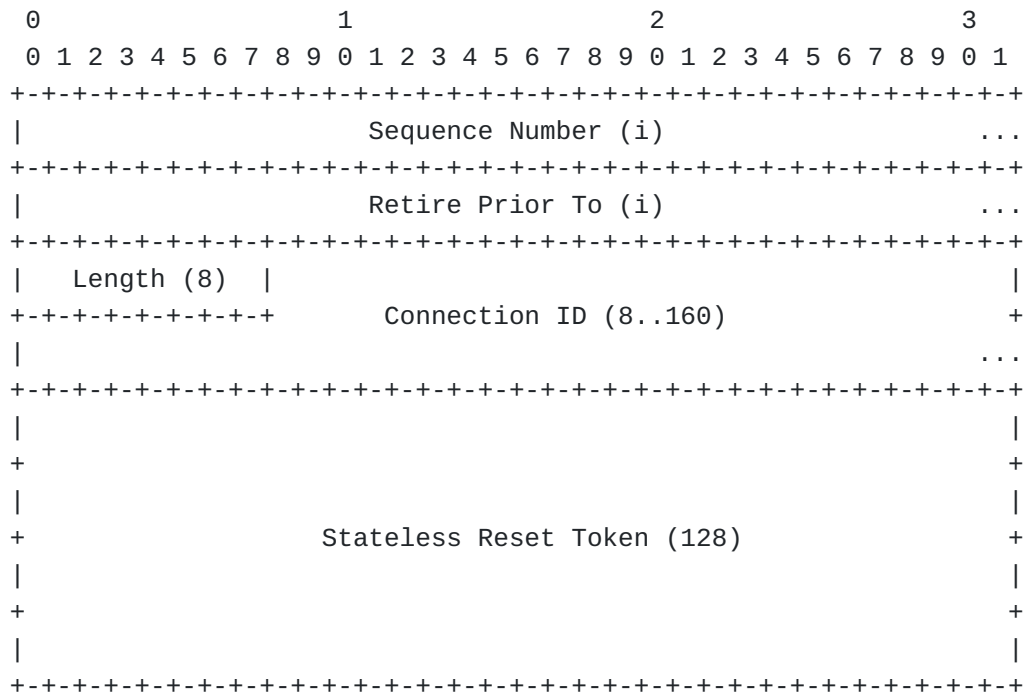 0                   1                   2                   3
 0 1 2 3 4 5 6 7 8 9 0 1 2 3 4 5 6 7 8 9 0 1 2 3 4 5 6 7 8 9 0 1
+-+-+-+-+-+-+-+-+-+-+-+-+-+-+-+-+-+-+-+-+-+-+-+-+-+-+-+-+-+-+-+-+
|                      Sequence Number (i)                    ...
+-+-+-+-+-+-+-+-+-+-+-+-+-+-+-+-+-+-+-+-+-+-+-+-+-+-+-+-+-+-+-+-+
|                      Retire Prior To (i)                    ...
+-+-+-+-+-+-+-+-+-+-+-+-+-+-+-+-+-+-+-+-+-+-+-+-+-+-+-+-+-+-+-+-+
|   Length (8)  |                                               |
+-+-+-+-+-+-+-+-+       Connection ID (8..160)                  +
|                                                             ...
+-+-+-+-+-+-+-+-+-+-+-+-+-+-+-+-+-+-+-+-+-+-+-+-+-+-+-+-+-+-+-+-+
|                                                               |
+                                                               +
|                                                               |
+                   Stateless Reset Token (128)                 +
|                                                               |
+                                                               +
|                                                               |
+-+-+-+-+-+-+-+-+-+-+-+-+-+-+-+-+-+-+-+-+-+-+-+-+-+-+-+-+-+-+-+-+